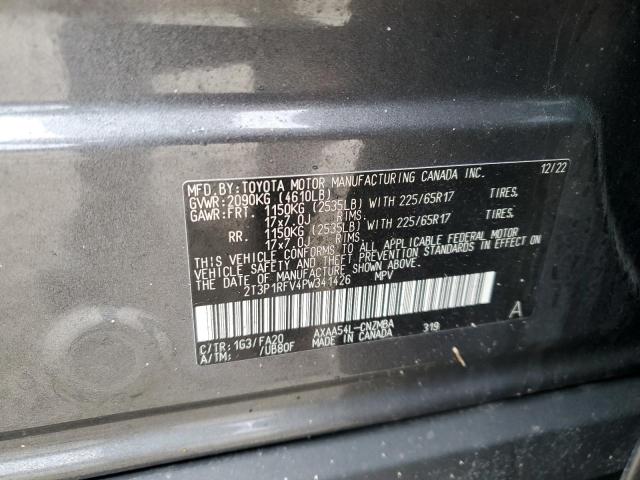 MFD.BY:TOYOTA MOTOR MANUFACTURING CANADA INC. 12/22
GVWR:2090KG (4610LB)
GAWR:FRT. 1150KG (2535LB) WITH 225/65R17 TIRES.
17x7.0J RIMS.
RR. 1150KG (2535LB) WITH 225/65R17 TIRES.
17x7.0J RIMS.
THIS VEHICLE CONFORMS TO ALL APPLICABLE FEDERAL MOTOR
VEHICLE SAFETY AND THEFT PREVENTION STANDARDS IN EFFECT ON
THE DATE OF MANUFACTURE SHOWN ABOVE.
2T3P1RFV4PW341426 MPV
A
C/TR: 1G3/FA20 AXAA54L-CNZMBA 319
A/TM: /UB80F MADE IN CANADA